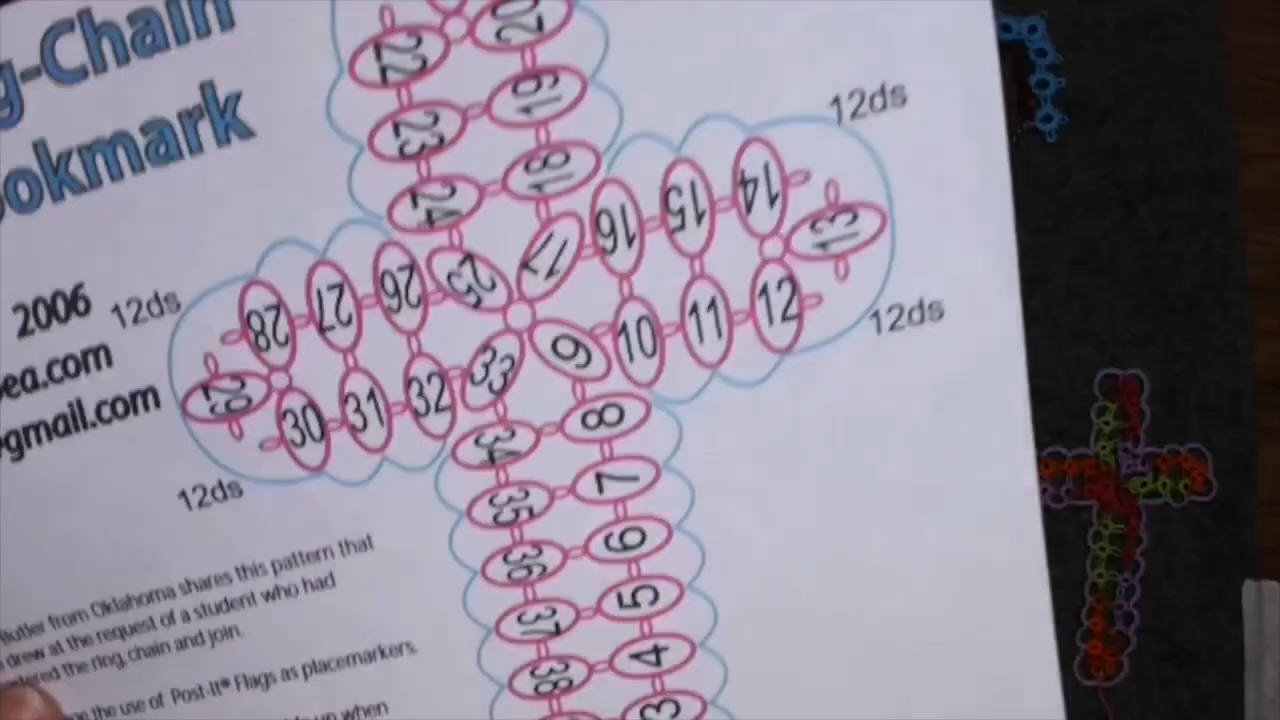 -Chain
ookmark
2006
ea.com
gmail.com
Butler from Oklahoma shares this pattern that
drew at the request of a student who had
the ring, chain and join.
the use of Post-It® Flags as placemarkers.
when
12ds
12ds
12ds
12ds
20
22
19
23
18
24
17
16
15
14
13
25
26
27
28
29
30
31
32
33
9
10
11
12
8
34
7
35
6
36
5
37
4
38
3